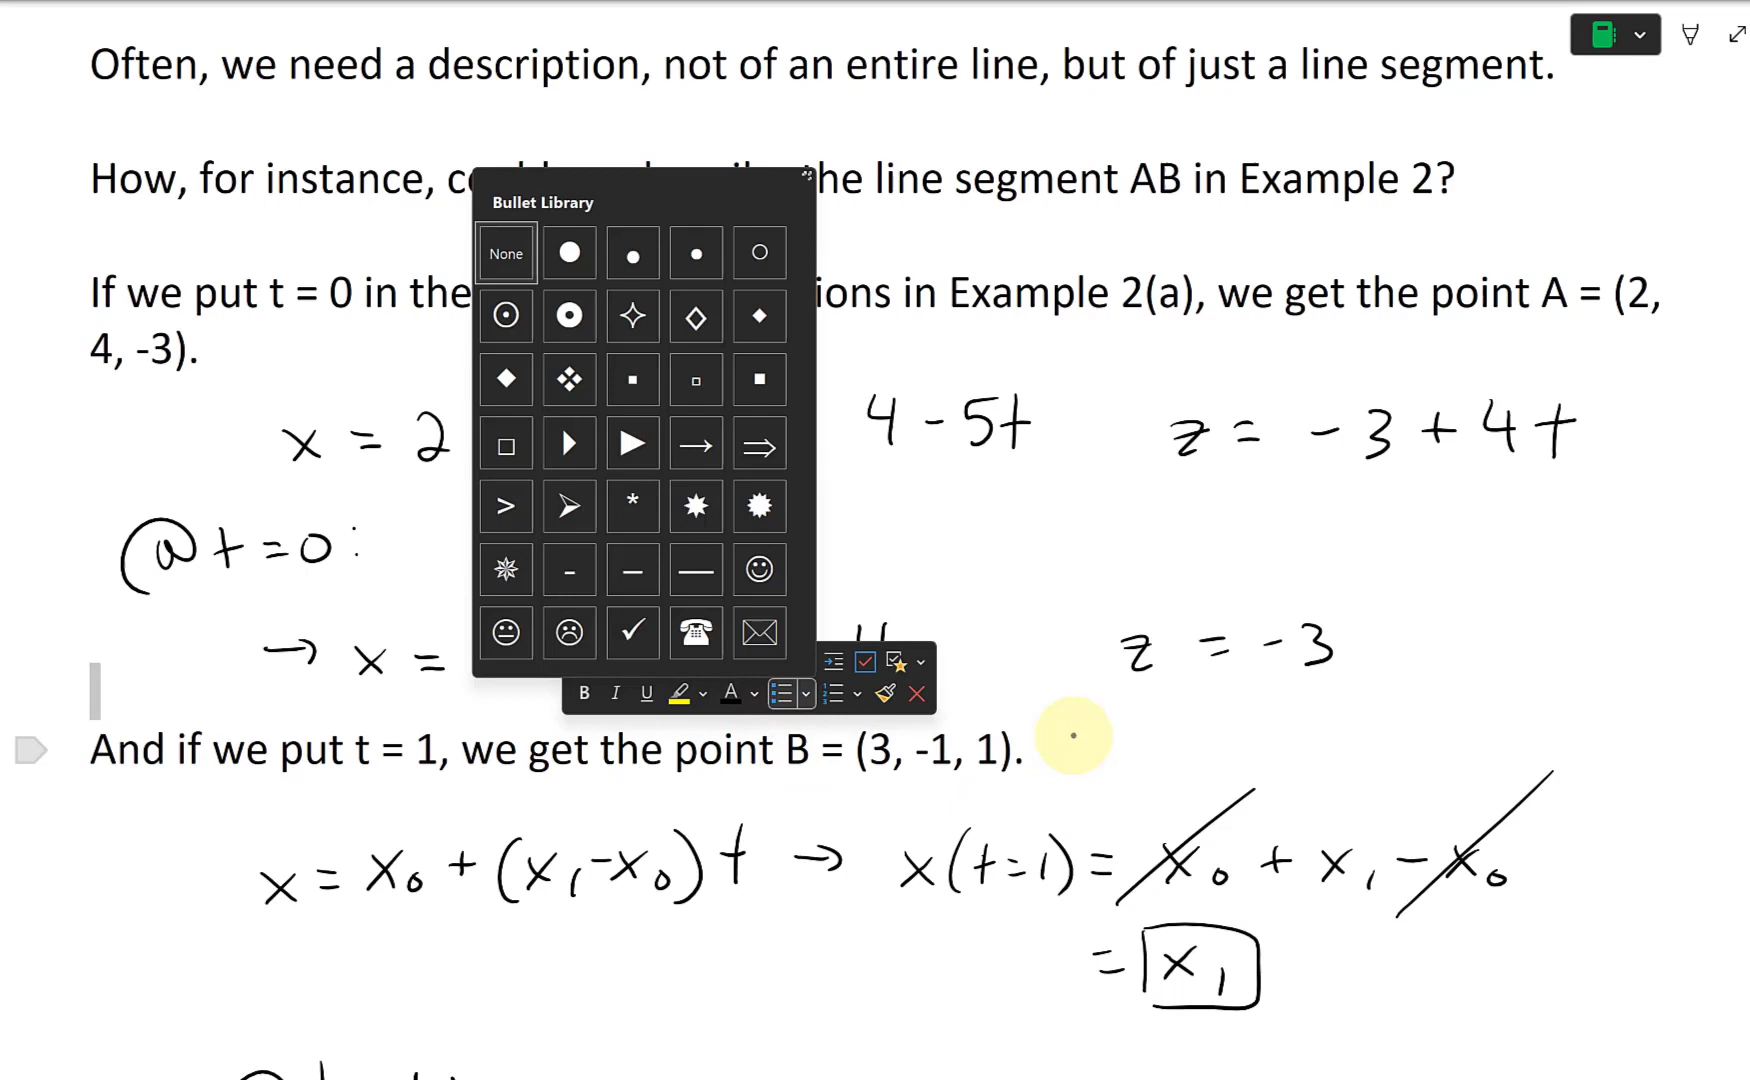 Often, we need a description, not of an entire line, but of just a line segment.
How, for instance, he line segment AB in Example 2?
Bullet Library
None
If we put t = 0 in the ions in Example 2(a), we get the point A = (2,
4, -3).
x = 2 4 - 5t z = -3 + 4t
@ t = 0 :
→ x = z = -3
B I U A
And if we put t = 1, we get the point B = (3, -1, 1).
x = x₀ + (x₁ - x₀) t → x(t=1) = x₀ + x₁ - x₀
= x₁